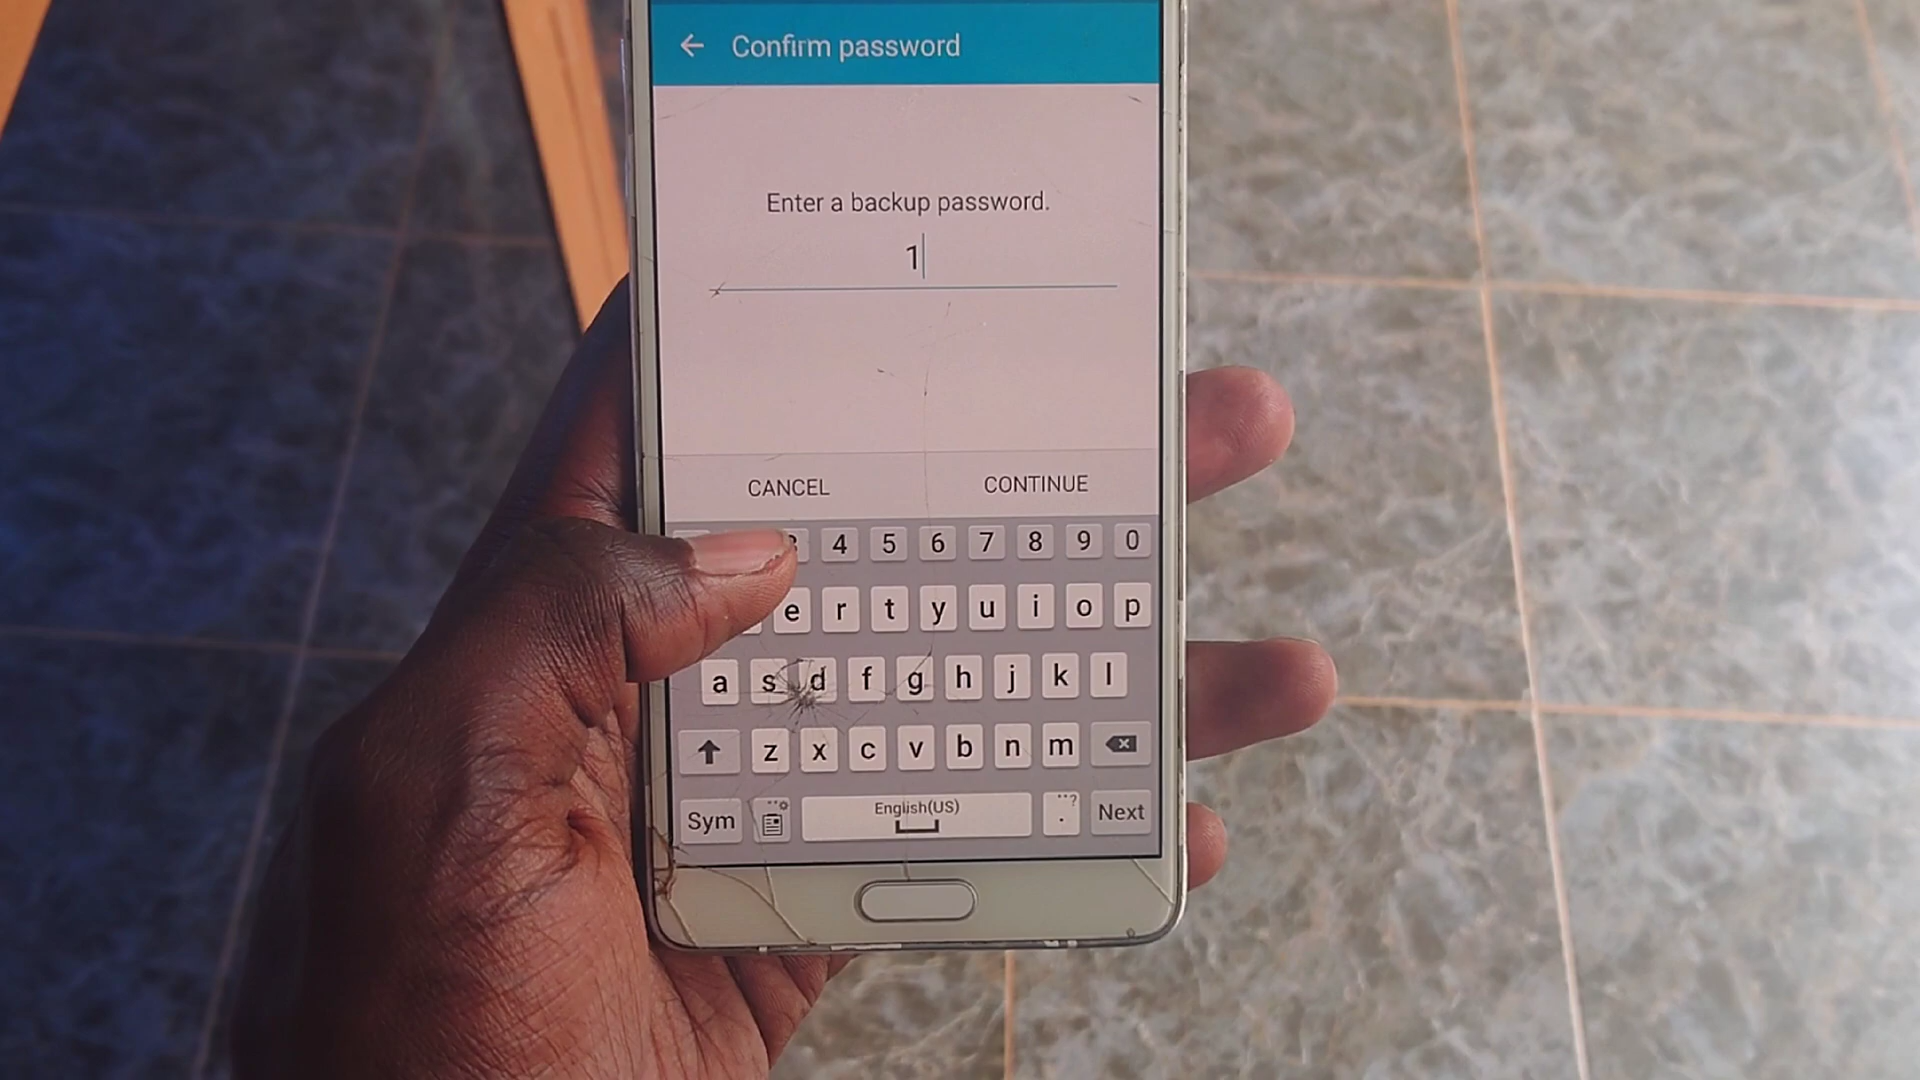 Confirm password
Enter a backup password.
1
CANCEL CONTINUE
4 5 6 7 8 9 0
e r t y u i o p
a s d f g h j k l
z x c v b n m
Sym English(US) . Next